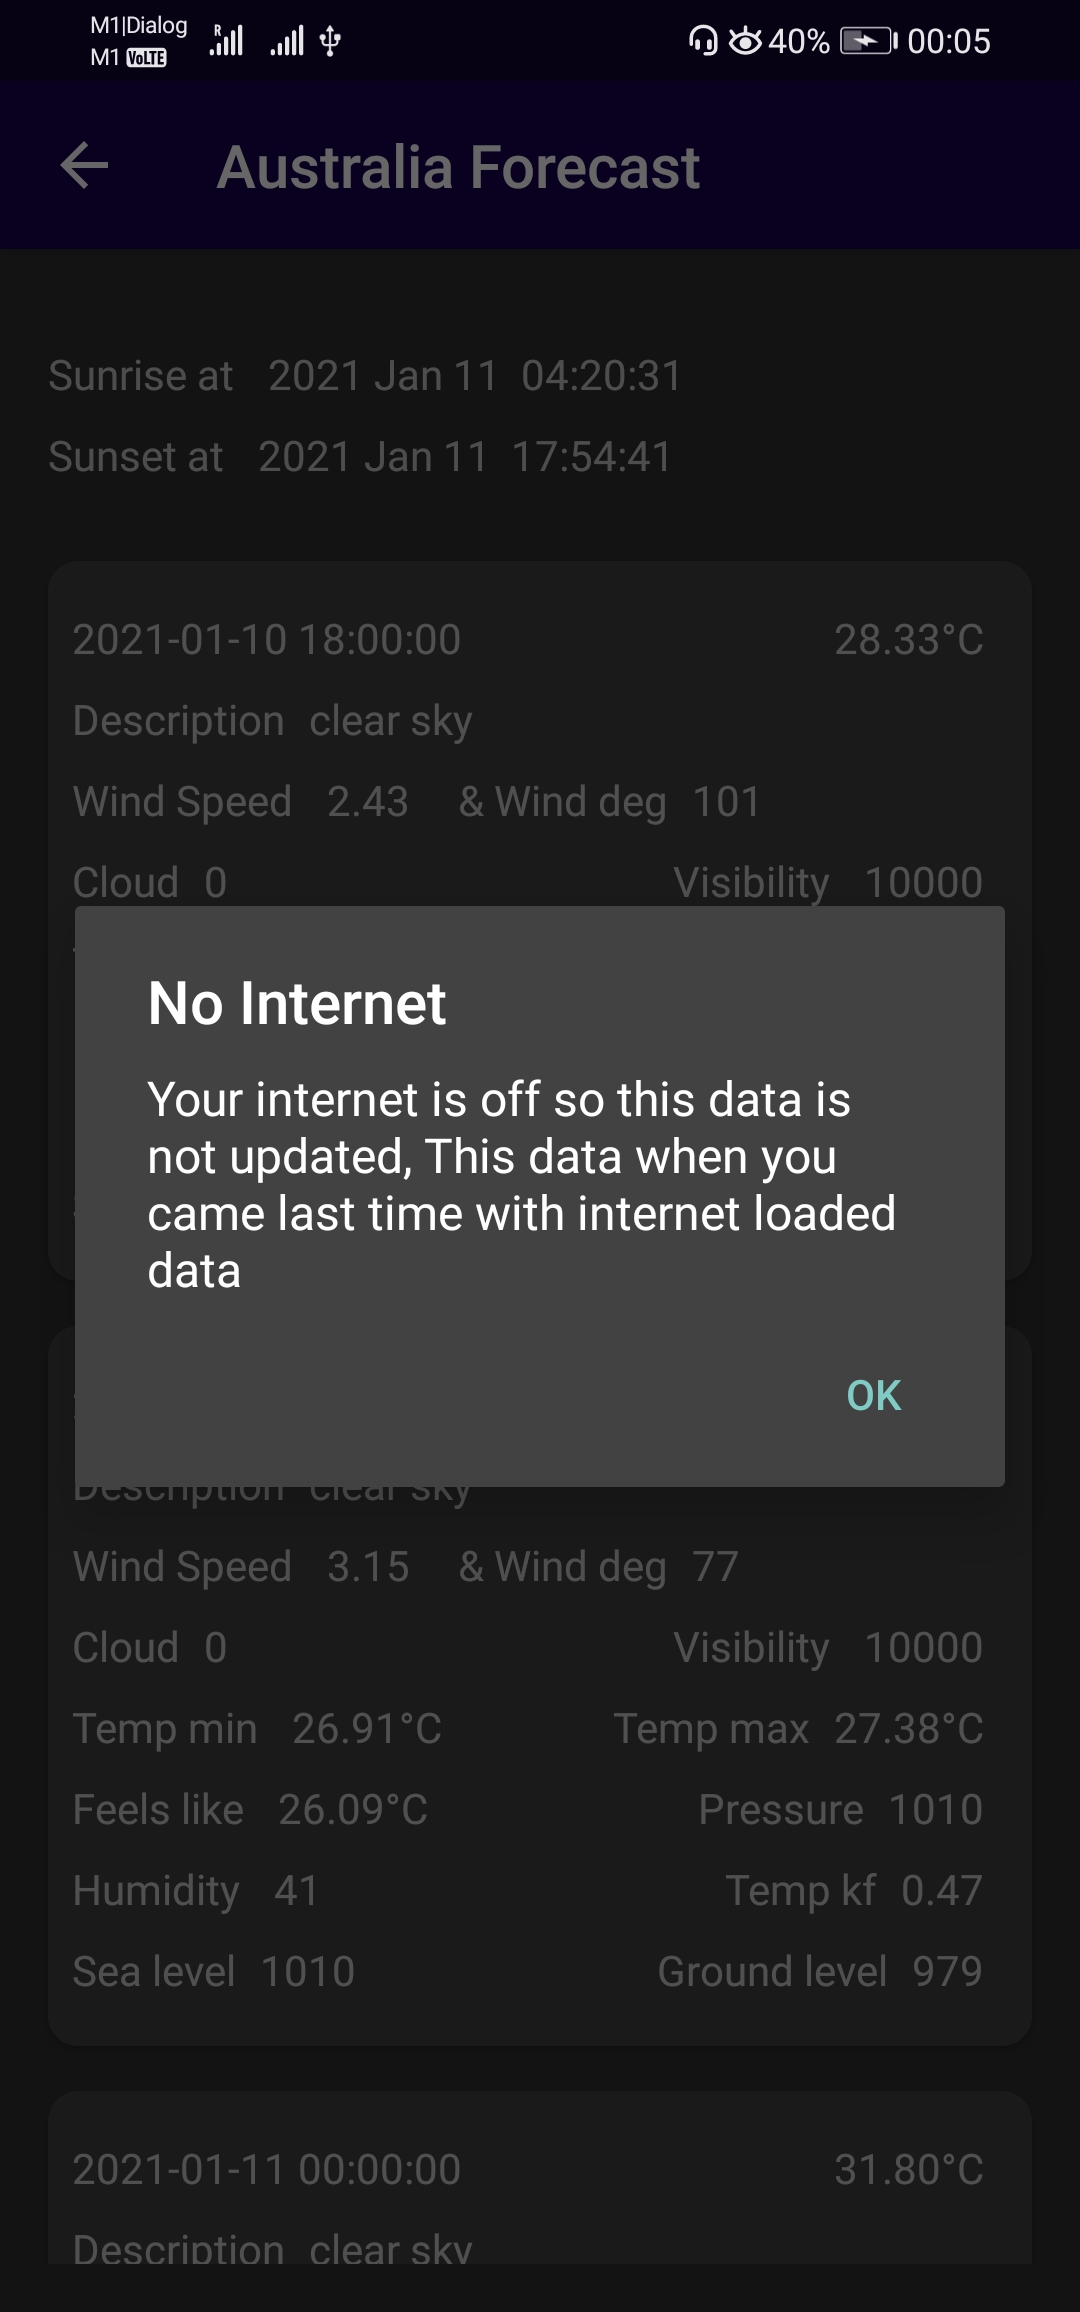 M1|Dialog
M1 VoLTE R 40% 00:05
Australia Forecast
Sunrise at 2021 Jan 11 04:20:31
Sunset at 2021 Jan 11 17:54:41
2021-01-10 18:00:00 28.33°C
Description clear sky
Wind Speed 2.43 & Wind deg 101
Cloud 0 Visibility 10000
No Internet
Your internet is off so this data is
not updated, This data when you
came last time with internet loaded
data
OK
Description clear sky
Wind Speed 3.15 & Wind deg 77
Cloud 0 Visibility 10000
Temp min 26.91°C Temp max 27.38°C
Feels like 26.09°C Pressure 1010
Humidity 41 Temp kf 0.47
Sea level 1010 Ground level 979
2021-01-11 00:00:00 31.80°C
Description clear sky